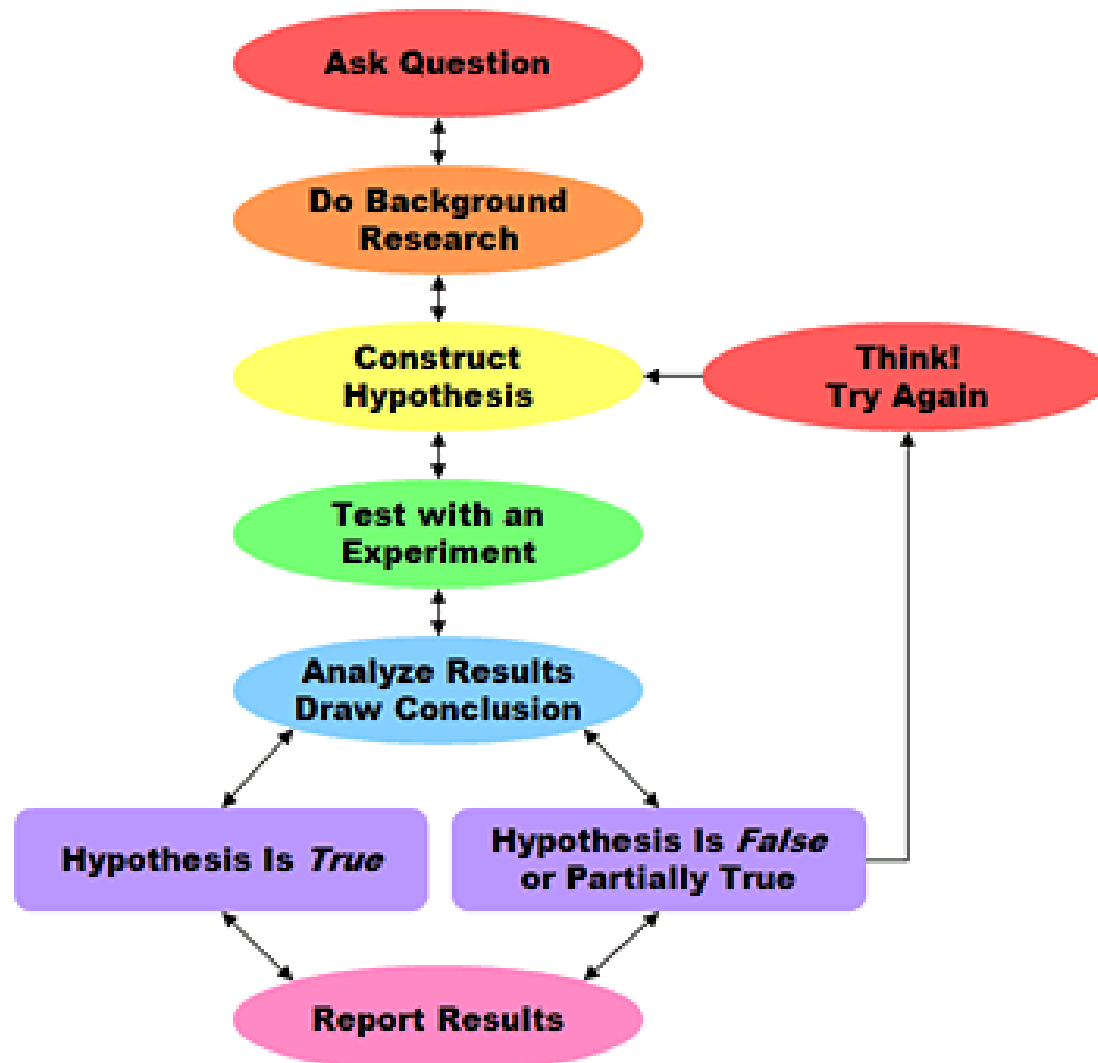 Ask Question
Do Background
Research
Construct
Hypothesis
Think!
Try Again
Test with an
Experiment
Analyze Results
Draw Conclusion
Hypothesis Is True
Hypothesis Is False
or Partially True
Report Results